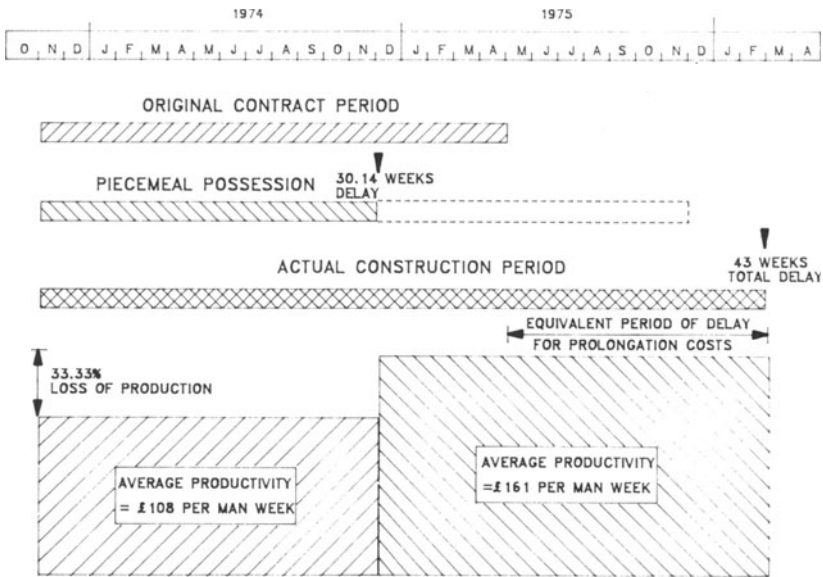 1974 1975
O N D J F M A M J J A S O N D J F M A M J J A S O N D J F M A
ORIGINAL CONTRACT PERIOD
PIECEMEAL POSSESSION
30.14 WEEKS
DELAY
43 WEEKS
TOTAL DELAY
ACTUAL CONSTRUCTION PERIOD
EQUIVALENT PERIOD OF DELAY
FOR PROLONGATION COSTS
33.33%
LOSS OF PRODUCTION
AVERAGE PRODUCTIVITY
= £108 PER MAN WEEK
AVERAGE PRODUCTIVITY
=£161 PER MAN WEEK